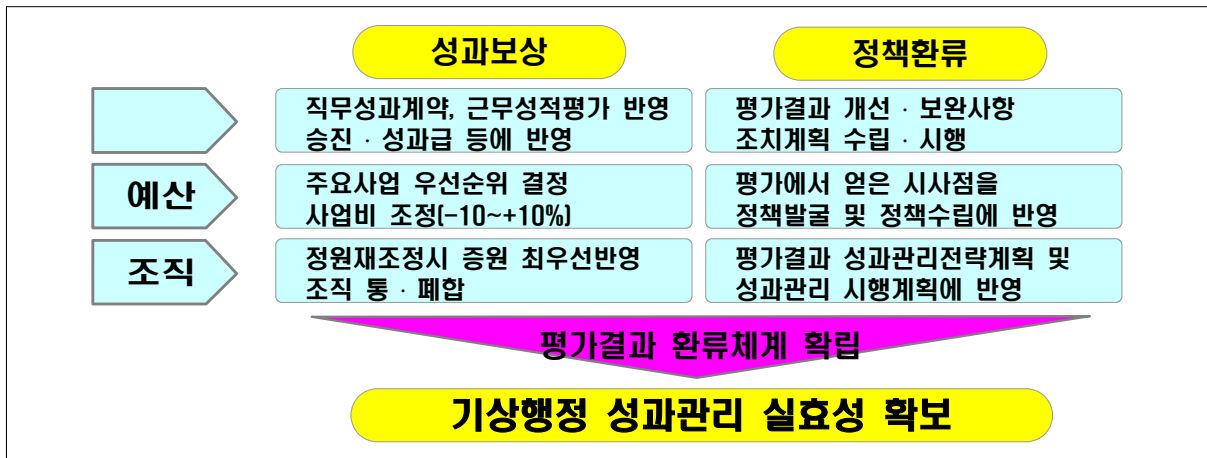 성과보상
정책환류
직무성과계약, 근무성적평가 반영
승진 · 성과급 등에 반영
평가결과 개선 · 보완사항
조치계획 수립 · 시행
예산
주요사업 우선순위 결정
사업비 조정(-10~+10%)
평가에서 얻은 시사점을
정책발굴 및 정책수립에 반영
조직
정원재조정시 증원 최우선반영
조직 통 · 폐합
평가결과 성과관리전략계획 및
성과관리 시행계획에 반영
평가결과 환류체계 확립
기상행정 성과관리 실효성 확보